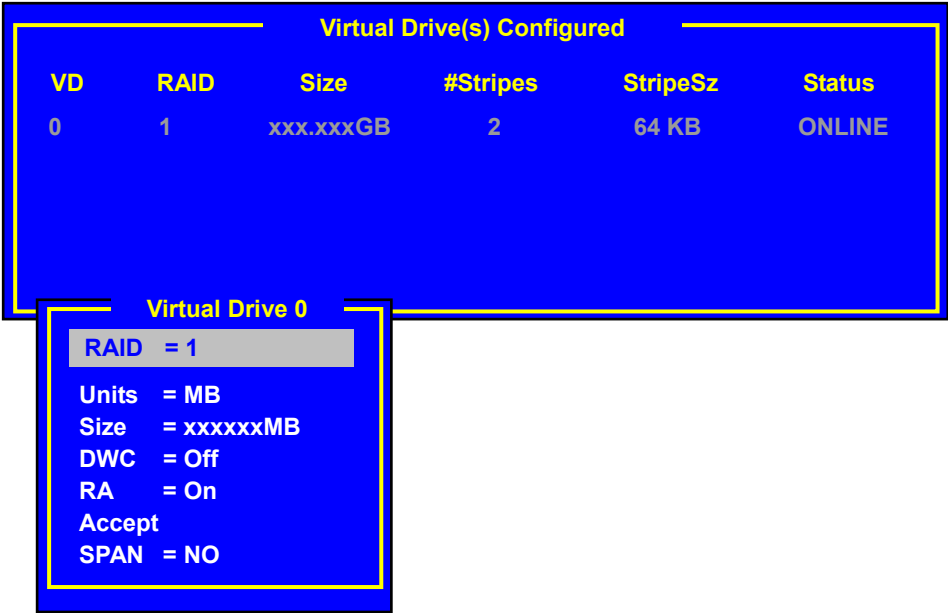 Virtual Drive(s) Configured
VD RAID Size #Stripes StripeSz Status
0 1 xxx.xxxGB 2 64 KB ONLINE
Virtual Drive 0
RAID = 1
Units = MB
Size = xxxxxxMB
DWC = Off
RA = On
Accept
SPAN = NO